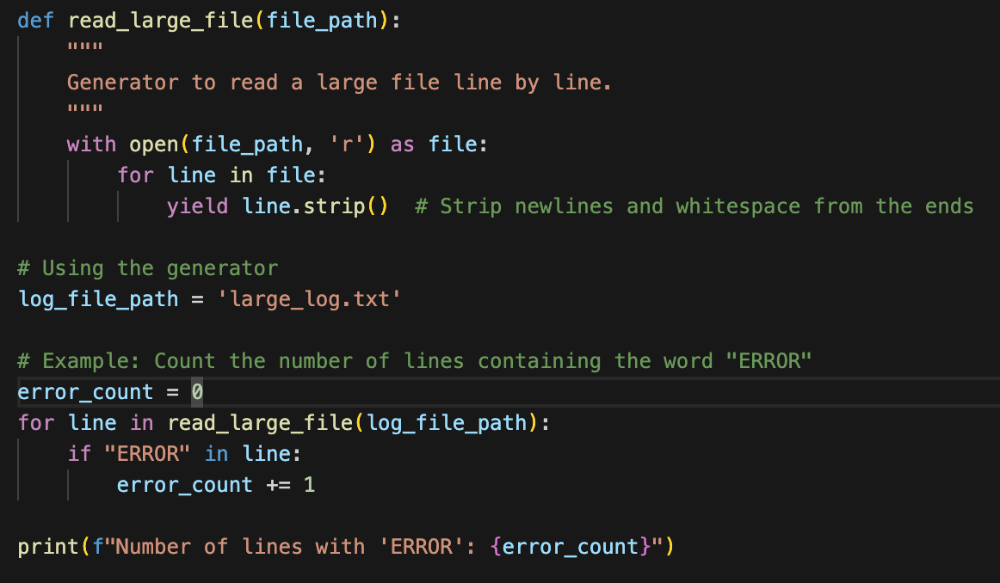 def read_large_file(file_path):
    """
    Generator to read a large file line by line.
    """
    with open(file_path, 'r') as file:
        for line in file:
            yield line.strip()  # Strip newlines and whitespace from the ends

# Using the generator
log_file_path = 'large_log.txt'

# Example: Count the number of lines containing the word "ERROR"
error_count = 0
for line in read_large_file(log_file_path):
    if "ERROR" in line:
        error_count += 1

print(f"Number of lines with 'ERROR': {error_count}")